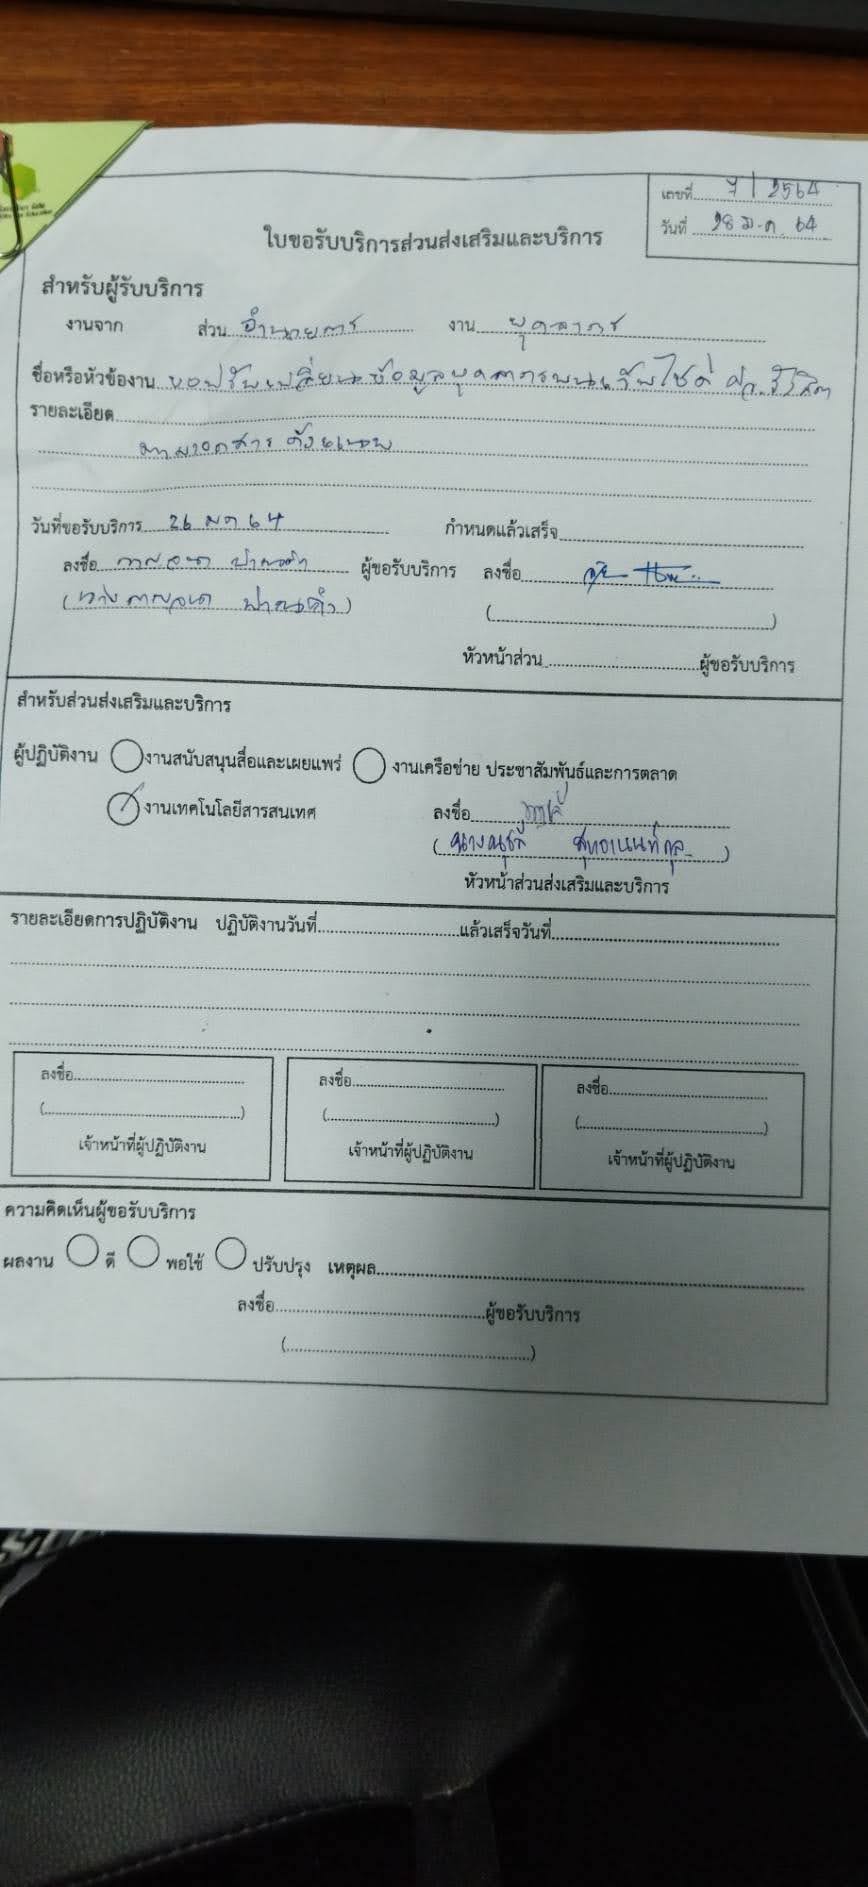 เลขที่ 7 / 2564
วันที่ 28 ม.ค. 64
ใบขอรับบริการส่วนส่งเสริมและบริการ
สำหรับผู้รับบริการ
งานจาก ส่วน อำนวยการ งาน บุคลากร
ชื่อหรือหัวข้องาน ขอปรับเปลี่ยนข้อมูลบุคลากรบนเว็บไซต์ ศว.รังสิต
รายละเอียด
ตามเอกสาร ดังแนบ
วันที่ขอรับบริการ 26 มค 64 กำหนดแล้วเสร็จ
ลงชื่อ ผู้ขอรับบริการ ลงชื่อ
(นางกาญจนา)
หัวหน้าส่วน ผู้ขอรับบริการ
สำหรับส่วนส่งเสริมและบริการ
ผู้ปฏิบัติงาน งานสนับสนุนสื่อและเผยแพร่ งานเครือข่าย ประชาสัมพันธ์และการตลาด
งานเทคโนโลยีสารสนเทศ ลงชื่อ
(นาง)
หัวหน้าส่วนส่งเสริมและบริการ
รายละเอียดการปฏิบัติงาน ปฏิบัติงานวันที่ แล้วเสร็จวันที่
ลงชื่อ ลงชื่อ ลงชื่อ
เจ้าหน้าที่ผู้ปฏิบัติงาน เจ้าหน้าที่ผู้ปฏิบัติงาน เจ้าหน้าที่ผู้ปฏิบัติงาน
ความคิดเห็นผู้ขอรับบริการ
ผลงาน ดี พอใช้ ปรับปรุง เหตุผล
ลงชื่อ ผู้ขอรับบริการ